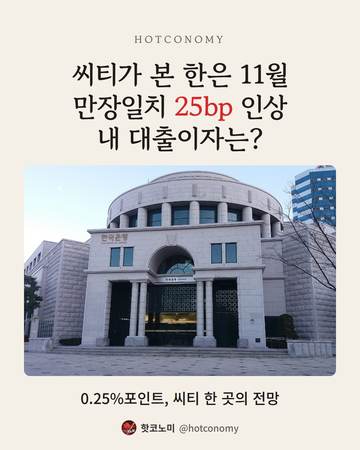 HOTCONOMY
씨티가 본 한은 11월
만장일치 25bp 인상
내 대출이자는?
한국은행
0.25%포인트, 씨티 한 곳의 전망
핫코노미 @hotconomy